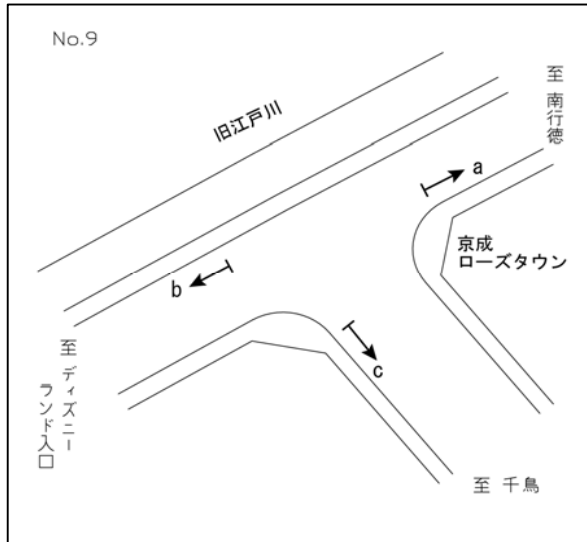 No.9
至 南行徳
旧江戸川
a
京成
ローズタウン
b
c
至 ディズニー
ランド入口
至 千鳥